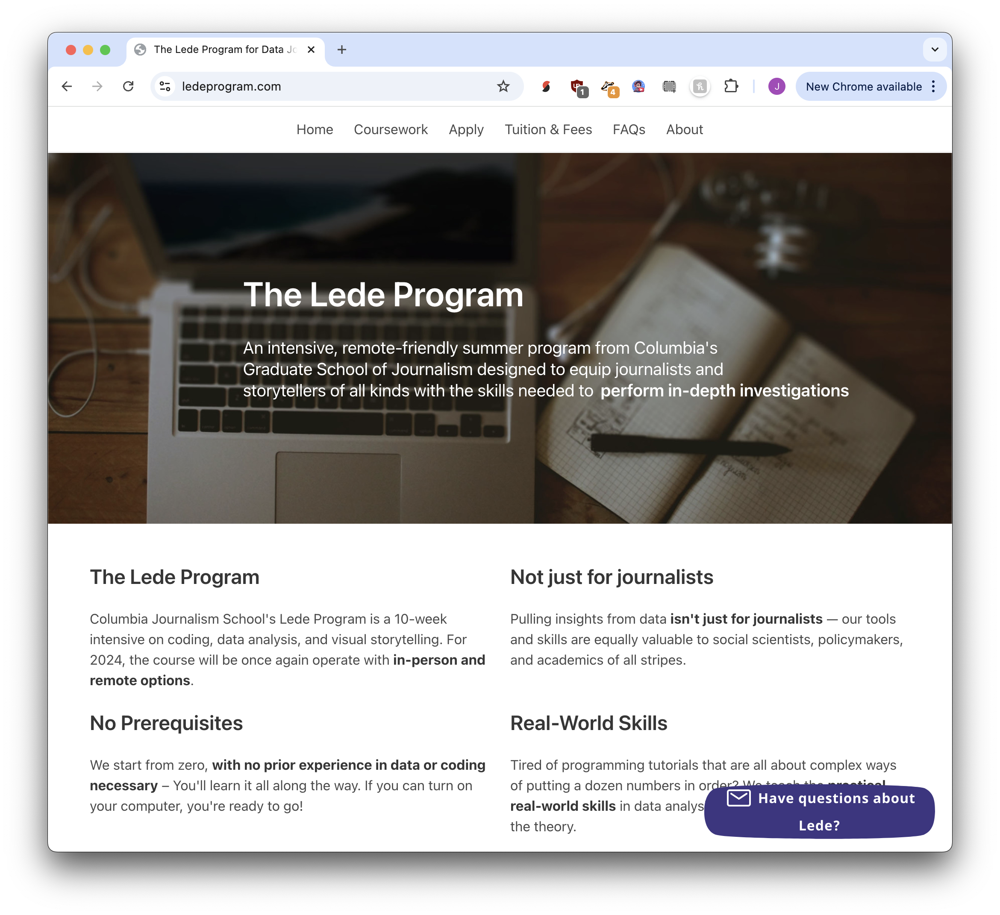 The Lede Program for Data Jo
ledeprogram.com
1
4
J
New Chrome available
Home Coursework Apply Tuition & Fees FAQs About
The Lede Program
An intensive, remote-friendly summer program from Columbia's
Graduate School of Journalism designed to equip journalists and
storytellers of all kinds with the skills needed to perform in-depth investigations
The Lede Program
Columbia Journalism School's Lede Program is a 10-week
intensive on coding, data analysis, and visual storytelling. For
2024, the course will be once again operate with in-person and
remote options.
Not just for journalists
Pulling insights from data isn't just for journalists — our tools
and skills are equally valuable to social scientists, policymakers,
and academics of all stripes.
No Prerequisites
We start from zero, with no prior experience in data or coding
necessary – You'll learn it all along the way. If you can turn on
your computer, you're ready to go!
Real-World Skills
Tired of programming tutorials that are all about complex ways
of putting a dozen numbers in order? We teach the practical
real-world skills in data analys
the theory.
Have questions about
Lede?